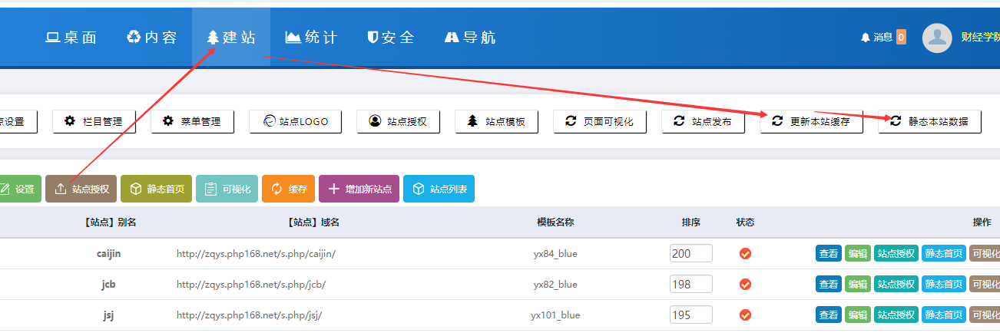 桌面 内容 建站 统计 安全 导航 消息 0 财经学院
点设置 栏目管理 菜单管理 站点LOGO 站点授权 站点模板 页面可视化 站点发布 更新本站缓存 静态本站数据
设置 站点授权 静态首页 可视化 缓存 增加新站点 站点列表
【站点】别名 【站点】域名 模板名称 排序 状态 操作
caijin http://zqys.php168.net/s.php/caijin/ yx84_blue 200 查看 编辑 站点授权 静态首页 可视化
jcb http://zqys.php168.net/s.php/jcb/ yx82_blue 198 查看 编辑 站点授权 静态首页 可视化
jsj http://zqys.php168.net/s.php/jsj/ yx101_blue 195 查看 编辑 站点授权 静态首页 可视化